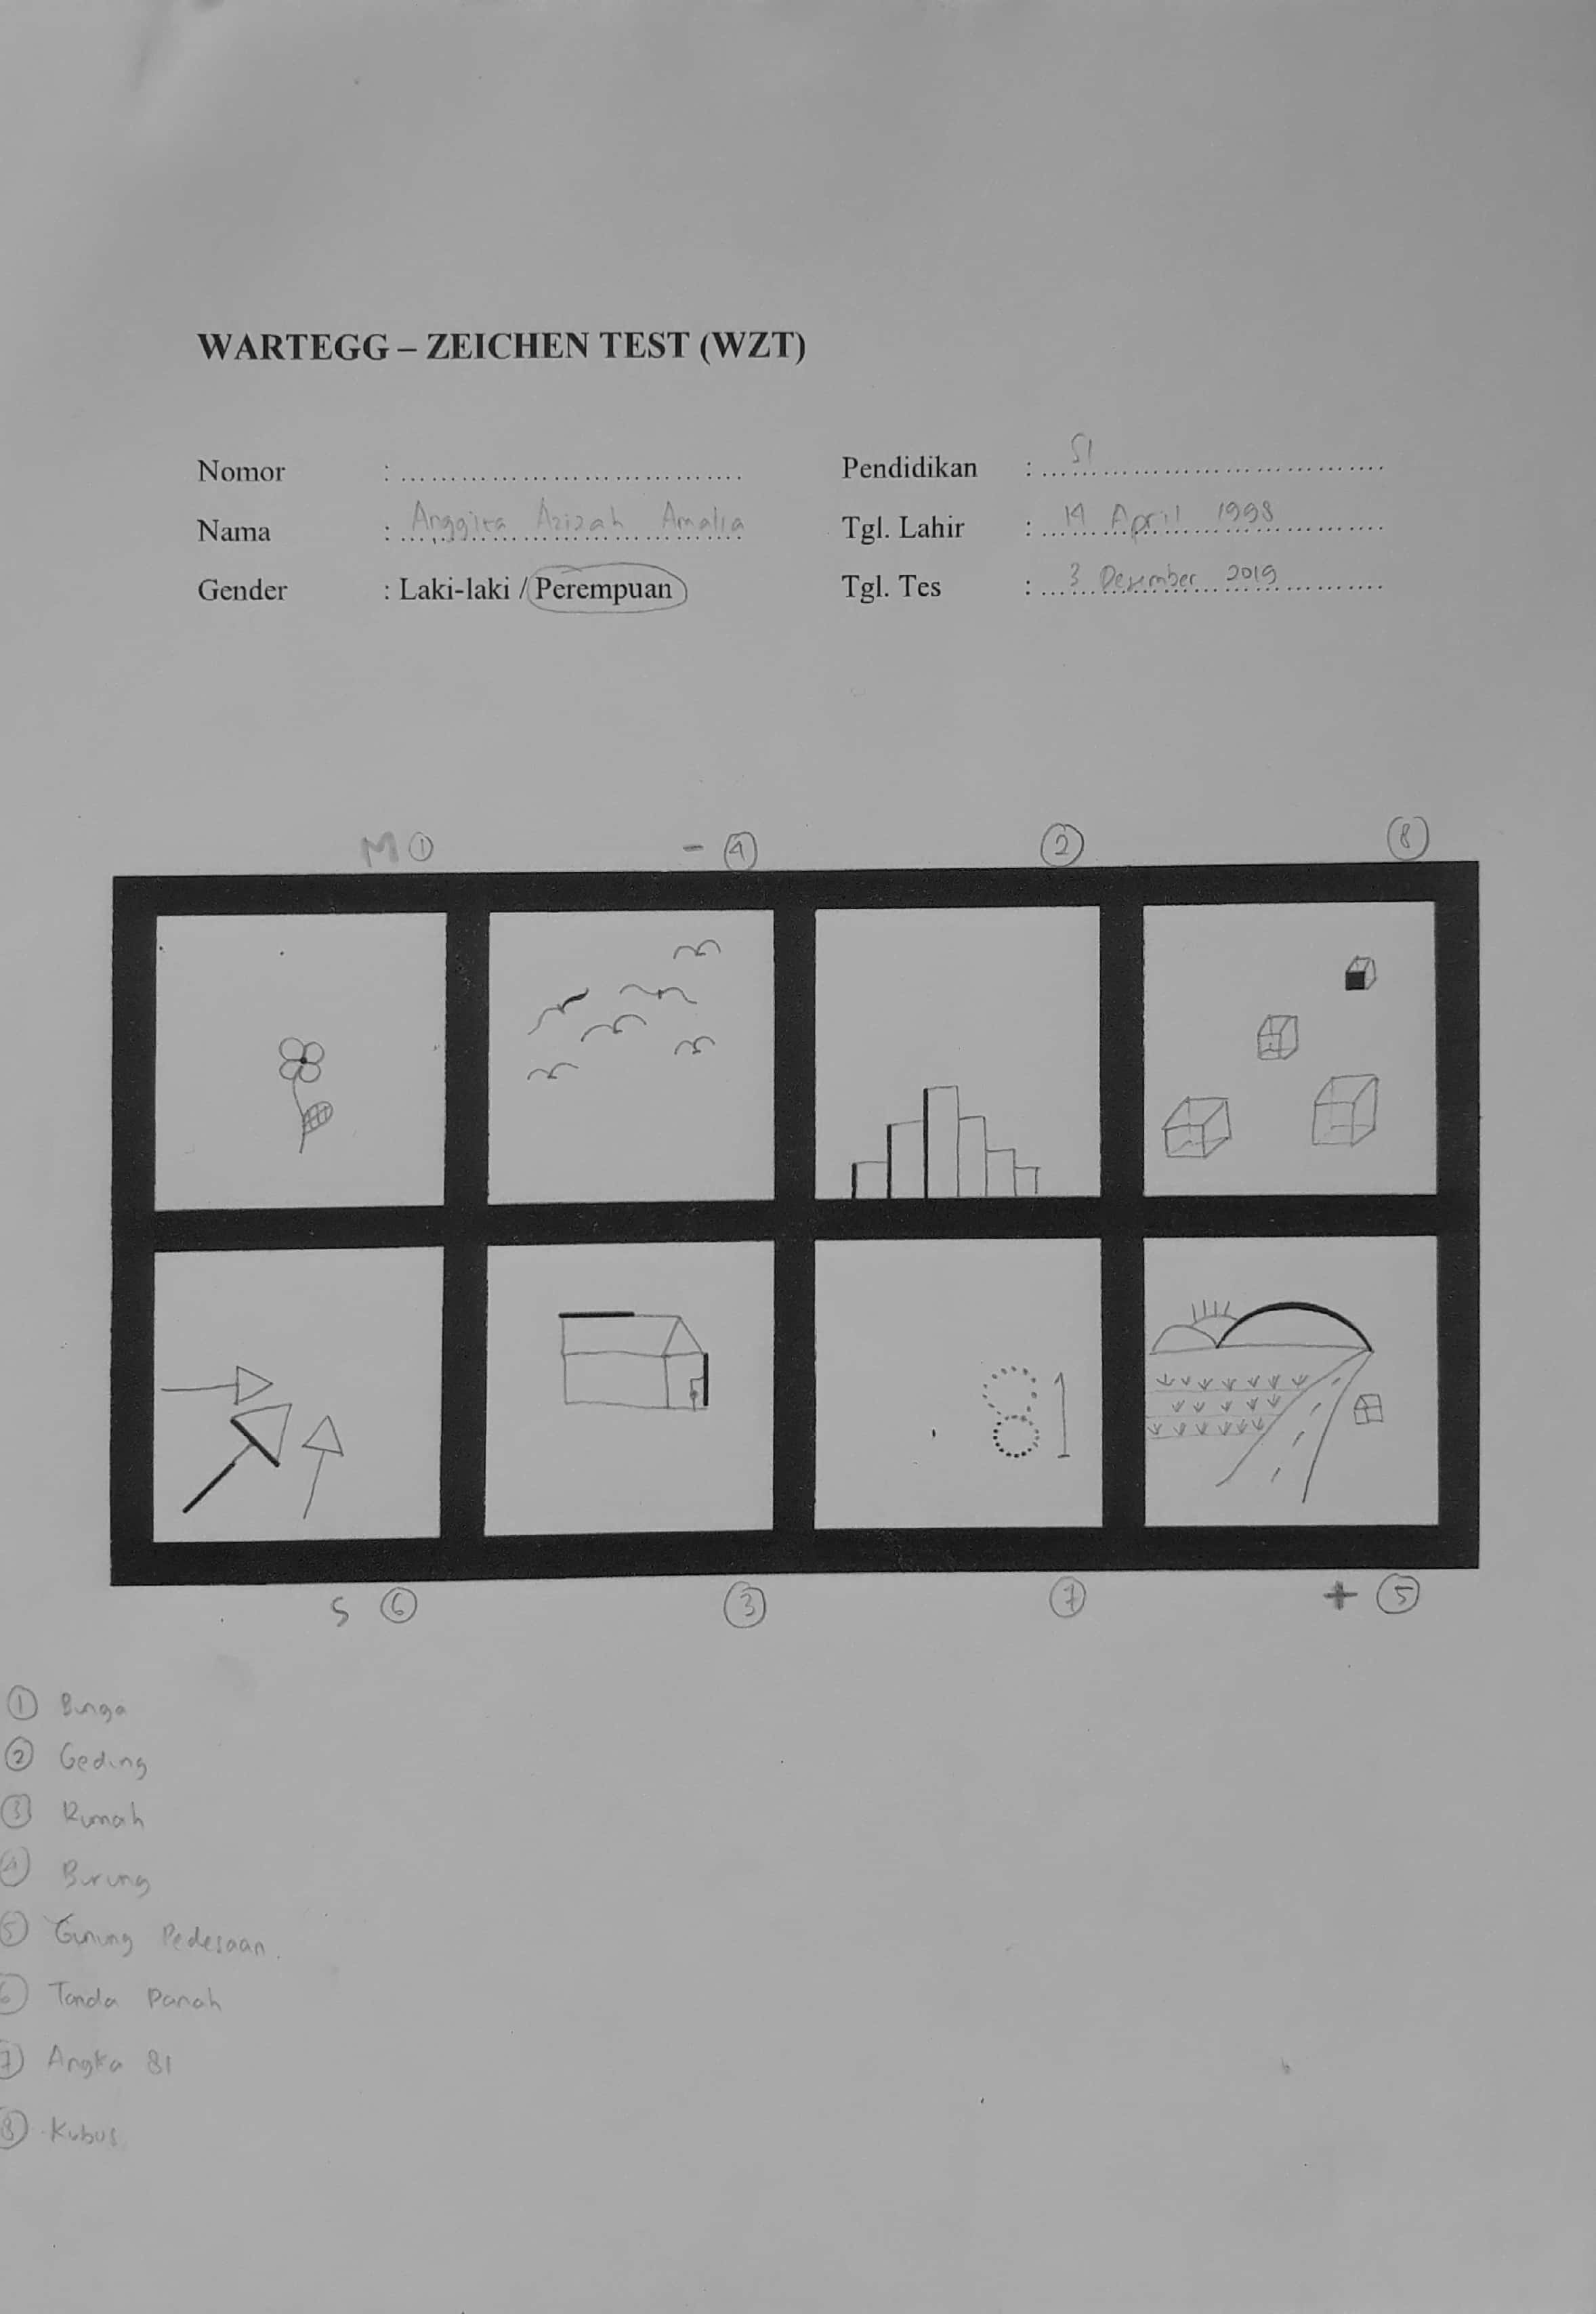 WARTEGG – ZEICHEN TEST (WZT)
Nomor : ........................................
Pendidikan : S1
Nama : Anggita Azizah Amalia
Tgl. Lahir : 14 April 1998
Gender : Laki-laki / Perempuan
Tgl. Tes : 3 Desember 2019
M ① - ④ ② ⑧
81
S ⑥ ③ ⑦ + ⑤
① Bunga
② Gedung
③ Rumah
④ Burung
⑤ Gunung Pedesaan.
⑥ Tanda Panah
⑦ Angka 81
⑧ Kubus